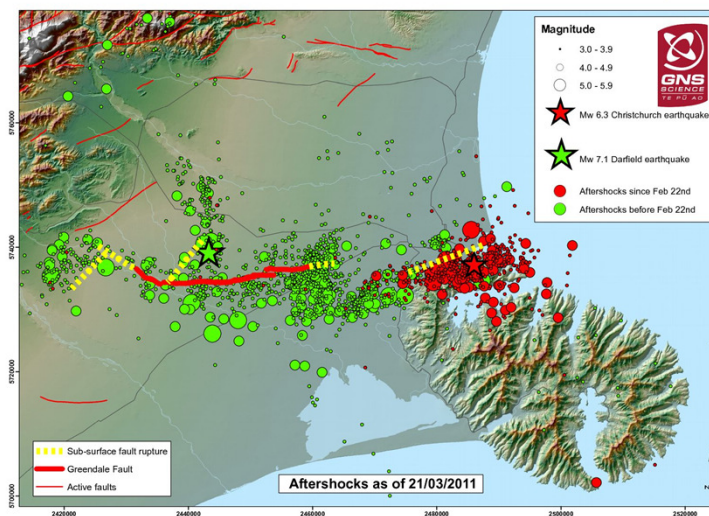 Magnitude
3.0 - 3.9
4.0 - 4.9
5.0 - 5.9
Mw 6.3 Christchurch earthquake
Mw 7.1 Darfield earthquake
Aftershocks since Feb 22nd
Aftershocks before Feb 22nd
GNS
SCIENCE
TE PŪ AO
5760000
5740000
5720000
5700000
Sub-surface fault rupture
Greendale Fault
Active faults
Aftershocks as of 21/03/2011
2420000
2440000
2460000
2480000
2500000
2520000